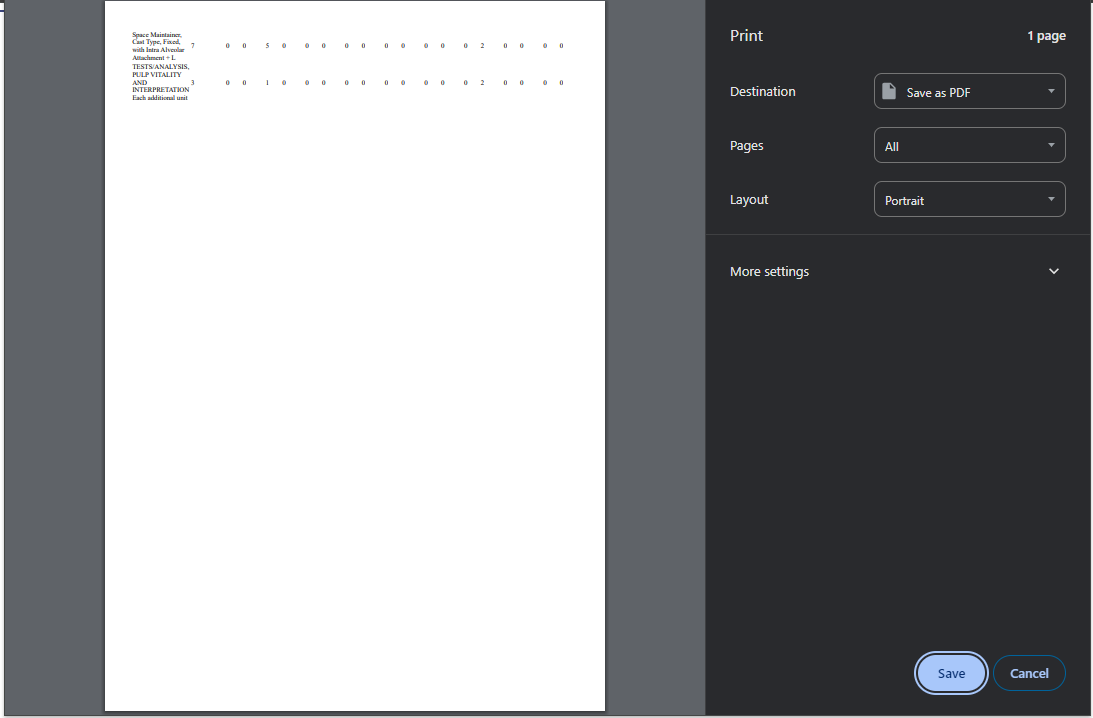 Space Maintainer,
Cast Type, Fixed,
with Intra Alveolar
Attachment + L
7 0 0 5 0 0 0 0 0 0 0 0 0 0 2 0 0 0 0
TESTS/ANALYSIS,
PULP VITALITY
AND
INTERPRETATION
Each additional unit
3 0 0 1 0 0 0 0 0 0 0 0 0 0 2 0 0 0 0
Print 1 page
Destination Save as PDF
Pages All
Layout Portrait
More settings
Save Cancel